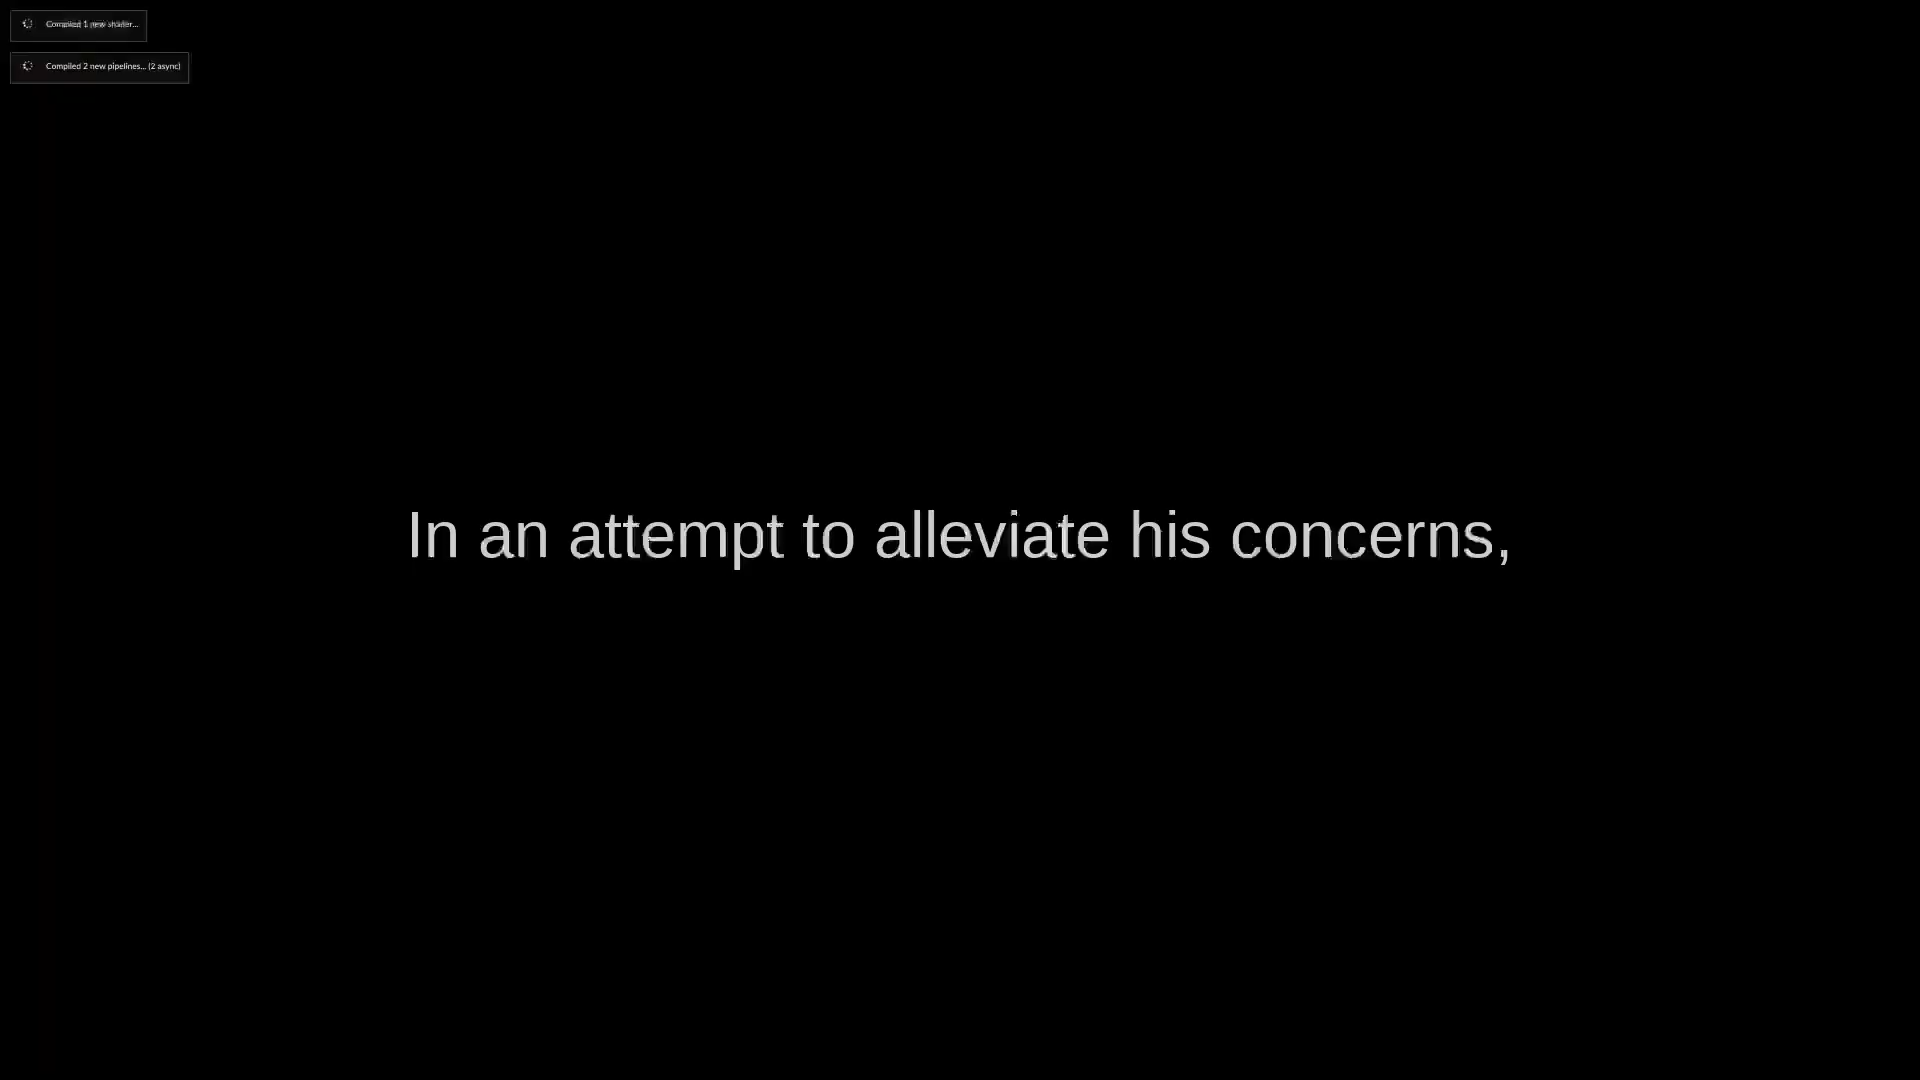 Compiled 1 new shader...
Compiled 2 new pipelines... (2 async)
In an attempt to alleviate his concerns,